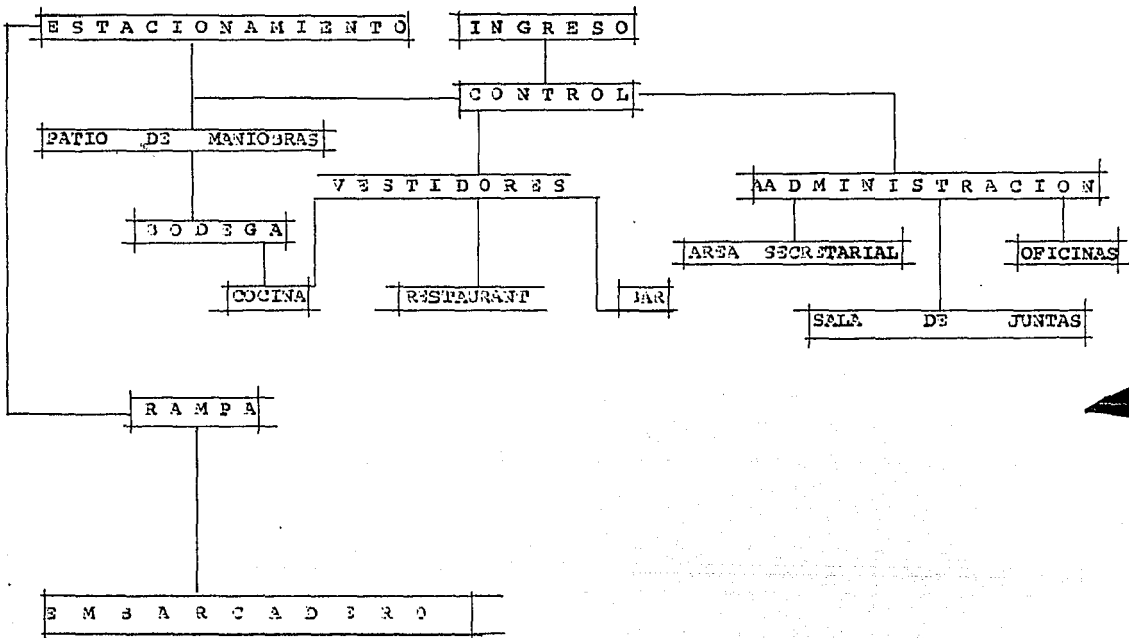 ESTACIONAMIENTO
INGRESO
CONTROL
PATIO DE MANIOBRAS
VESTIDORES
AADMINISTRACION
BODEGA
AREA SECRETARIAL
OFICINAS
COCINA
RESTAURANT
BAR
SALA DE JUNTAS
RAMPA
EMBARCADERO